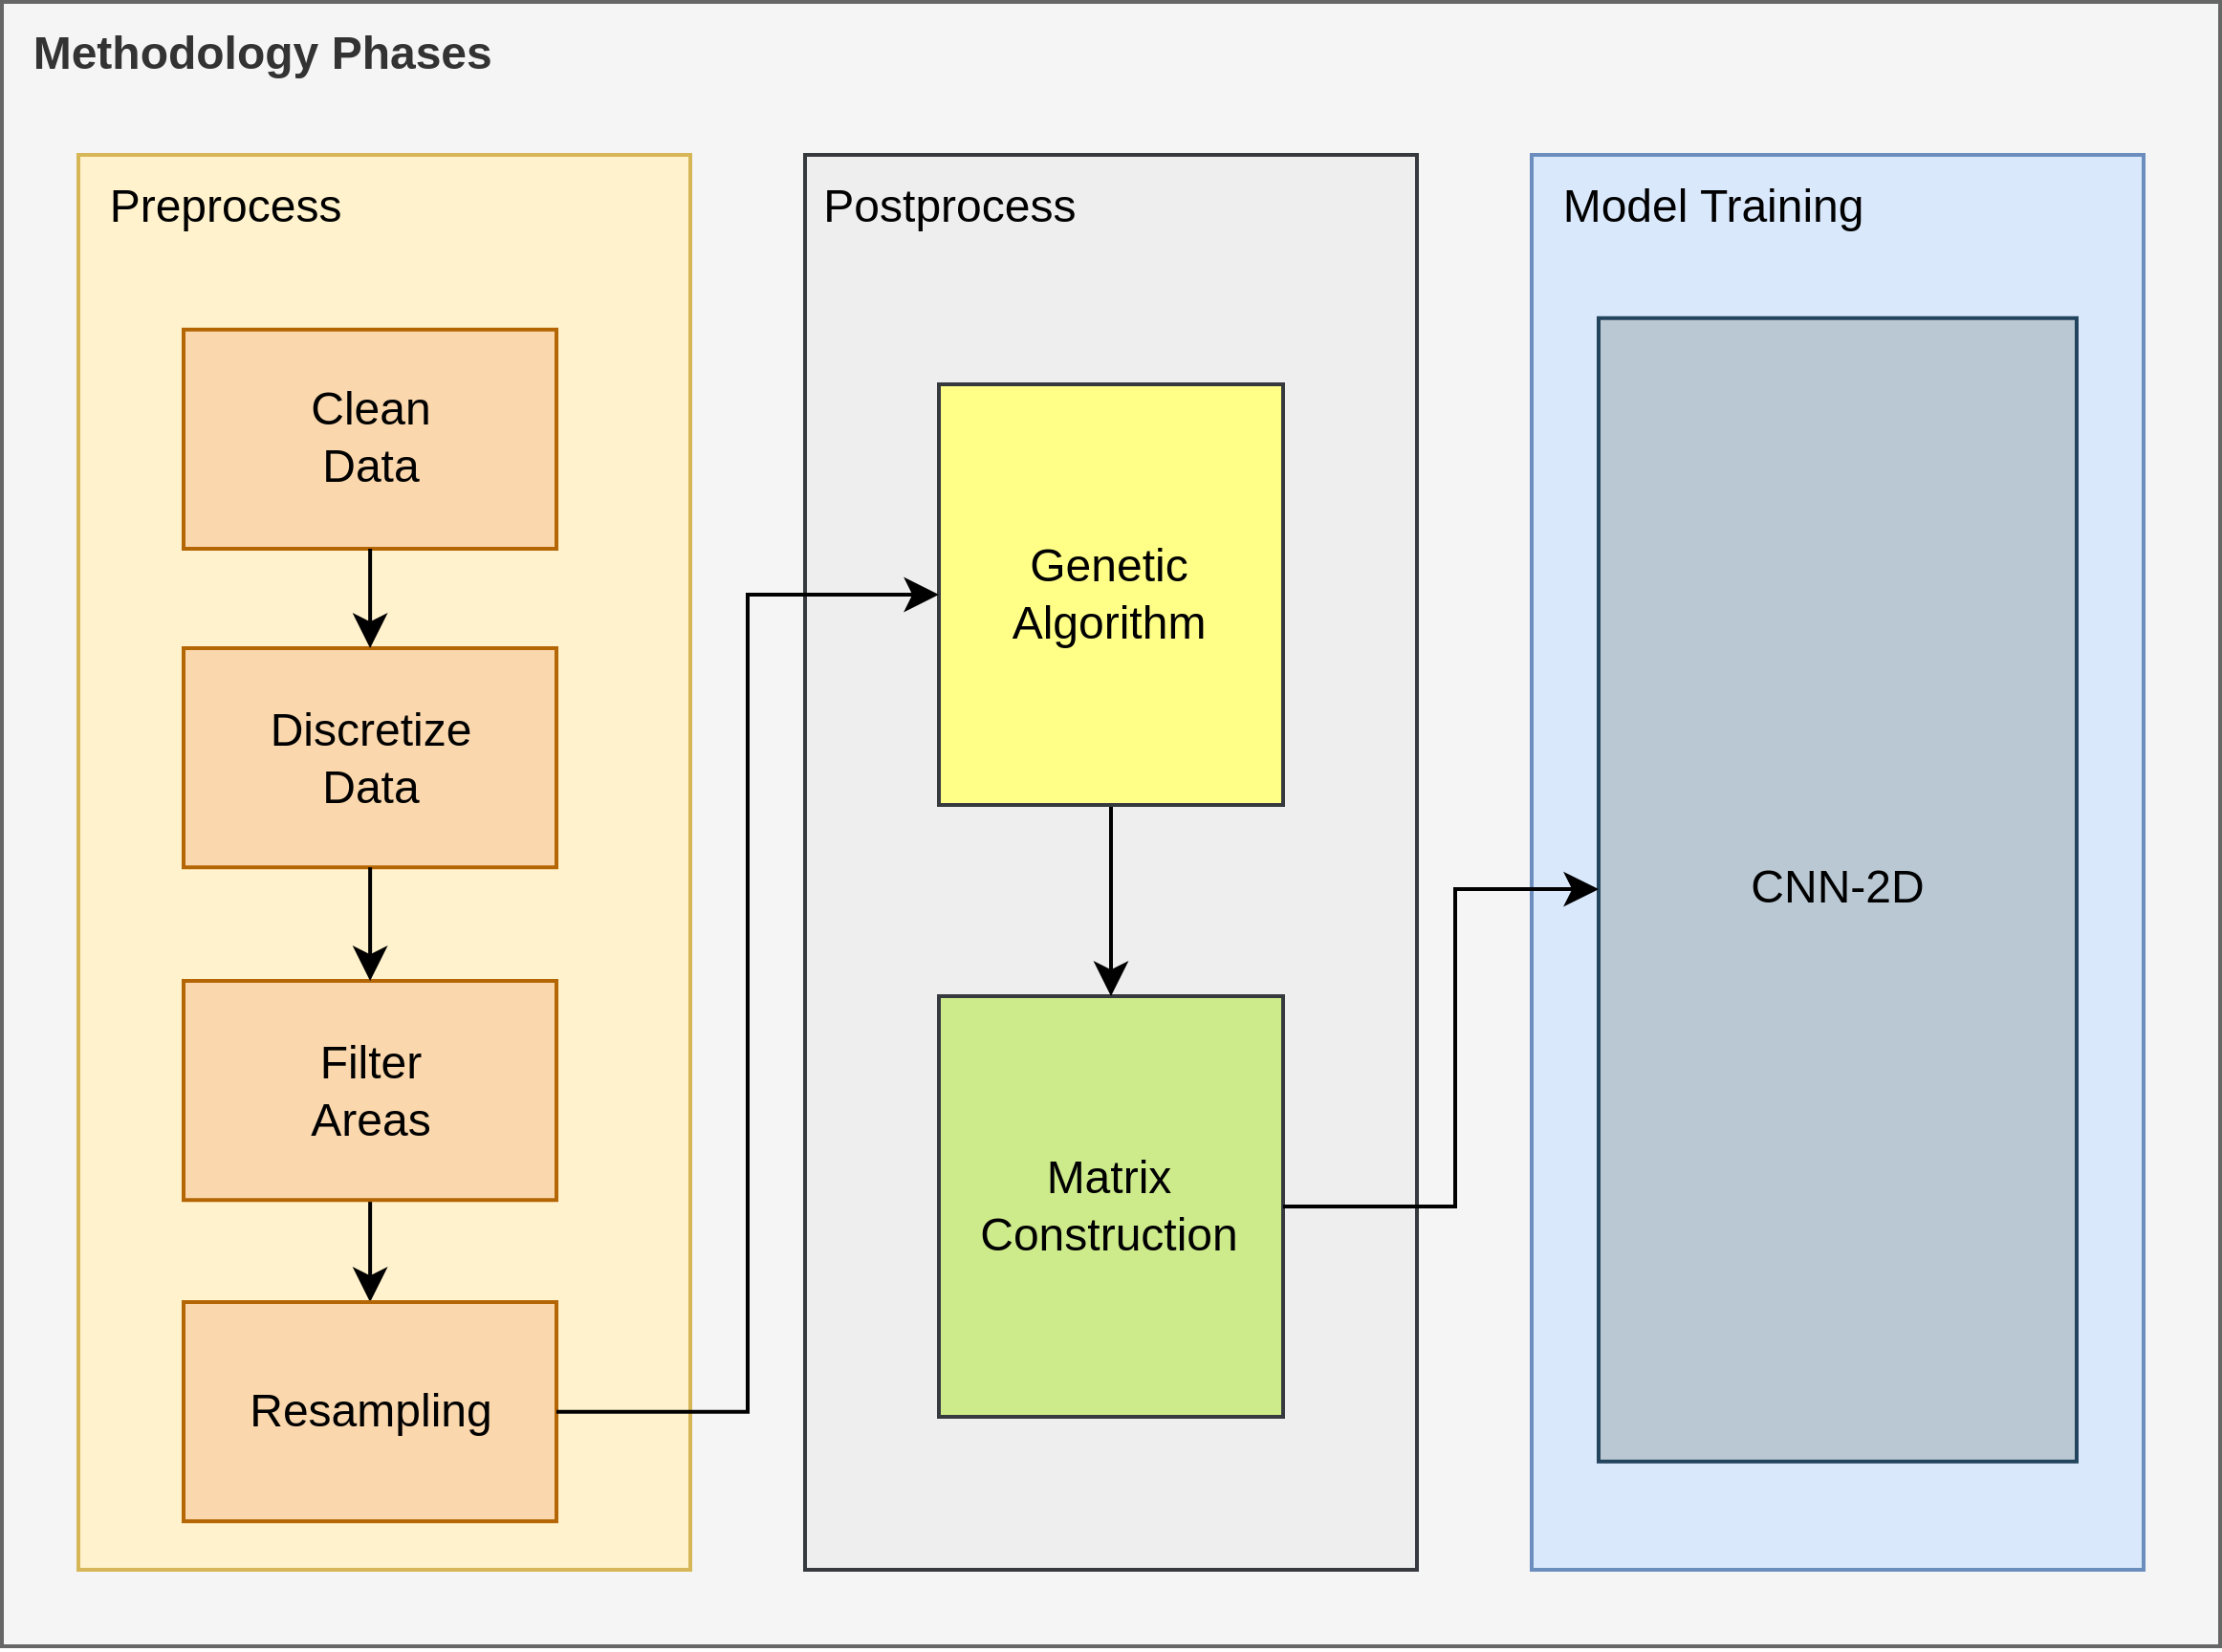 Methodology Phases
Preprocess
Clean
Data
Discretize
Data
Filter
Areas
Resampling
Postprocess
Genetic
Algorithm
Matrix
Construction
Model Training
CNN-2D